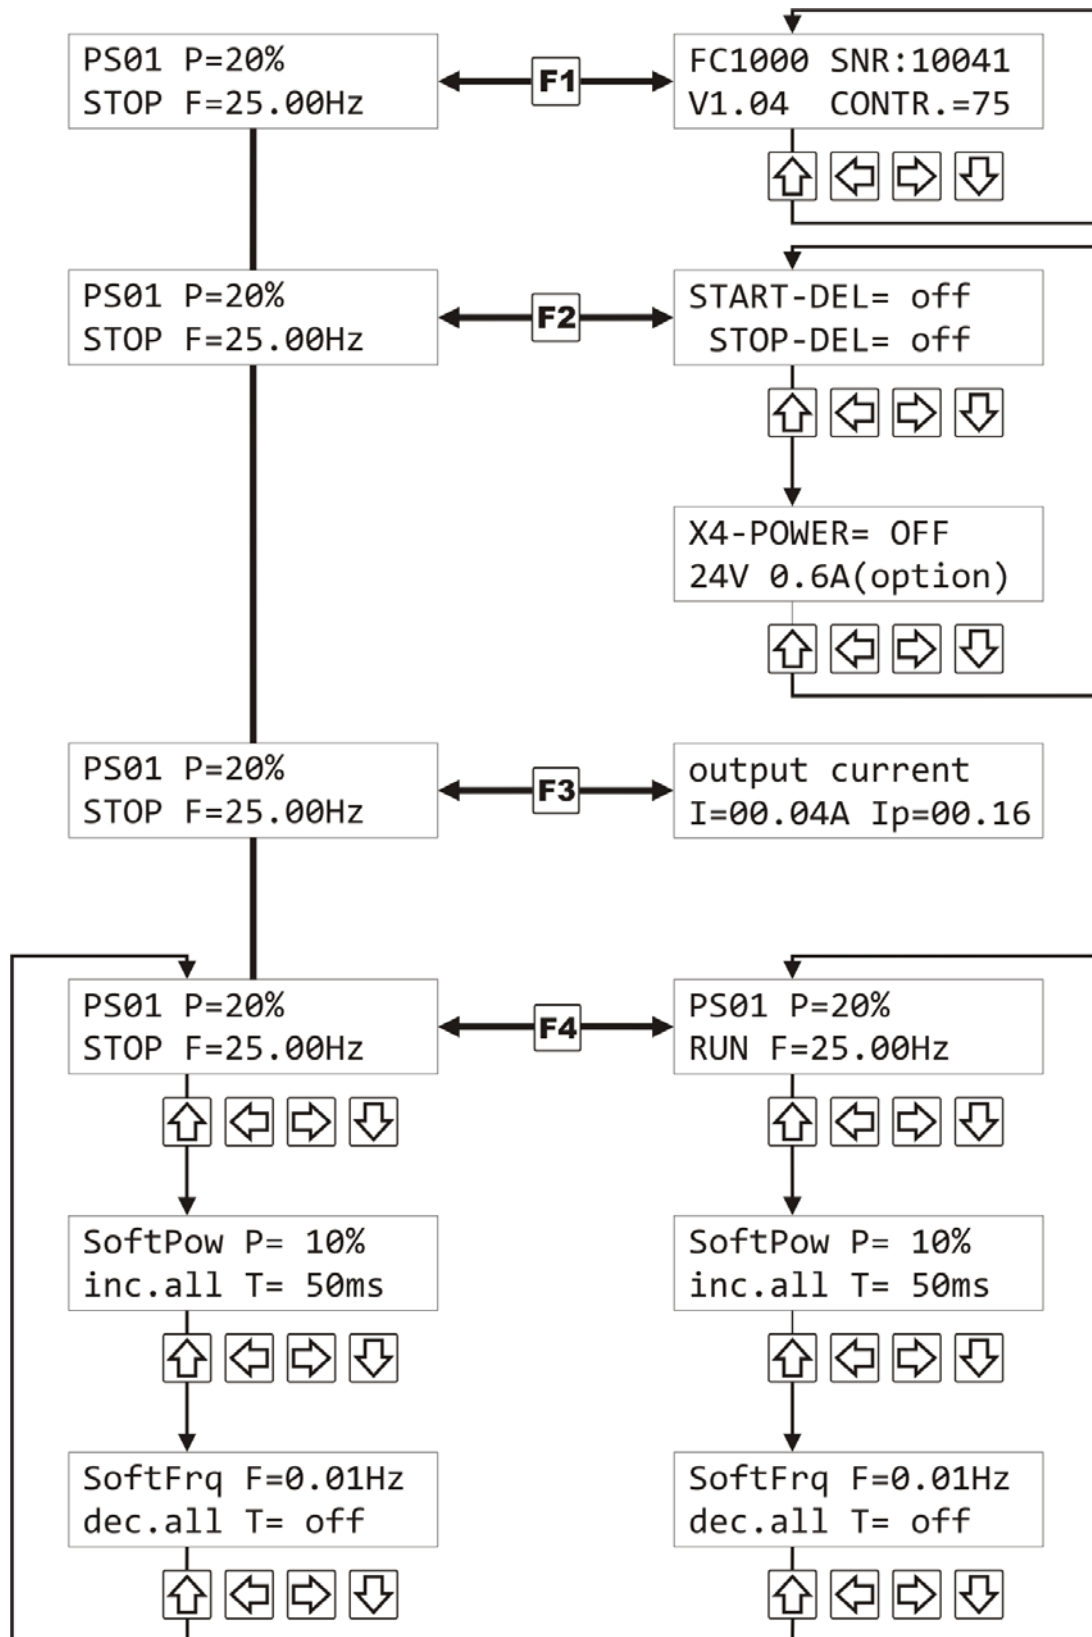 PS01 P=20%
STOP F=25.00Hz
F1
FC1000 SNR:10041
V1.04 CONTR.=75
PS01 P=20%
STOP F=25.00Hz
F2
START-DEL= off
STOP-DEL= off
X4-POWER= OFF
24V 0.6A(option)
PS01 P=20%
STOP F=25.00Hz
F3
output current
I=00.04A Ip=00.16
PS01 P=20%
STOP F=25.00Hz
F4
PS01 P=20%
RUN F=25.00Hz
SoftPow P= 10%
inc.all T= 50ms
SoftPow P= 10%
inc.all T= 50ms
SoftFrq F=0.01Hz
dec.all T= off
SoftFrq F=0.01Hz
dec.all T= off